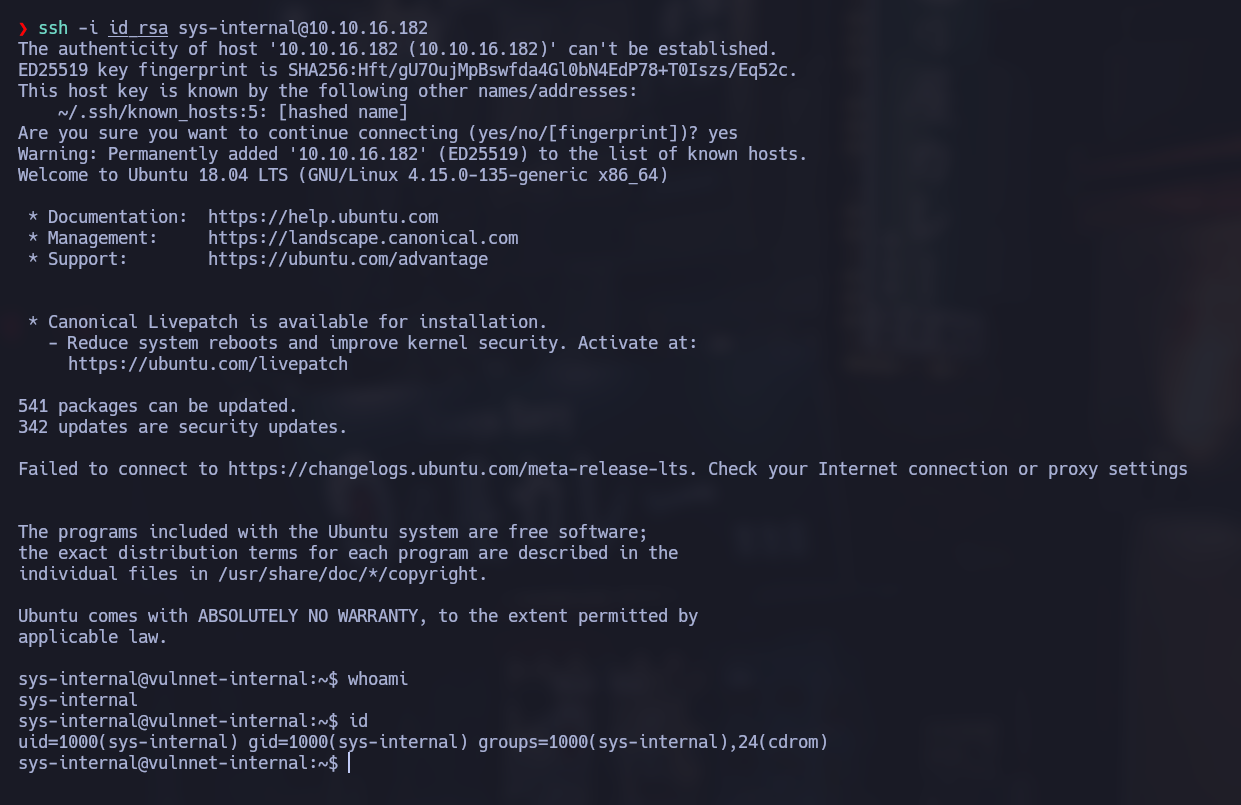 ❯ ssh -i id_rsa sys-internal@10.10.16.182
The authenticity of host '10.10.16.182 (10.10.16.182)' can't be established.
ED25519 key fingerprint is SHA256:Hft/gU7OujMpBswfda4Gl0bN4EdP78+T0Iszs/Eq52c.
This host key is known by the following other names/addresses:
    ~/.ssh/known_hosts:5: [hashed name]
Are you sure you want to continue connecting (yes/no/[fingerprint])? yes
Warning: Permanently added '10.10.16.182' (ED25519) to the list of known hosts.
Welcome to Ubuntu 18.04 LTS (GNU/Linux 4.15.0-135-generic x86_64)

 * Documentation:  https://help.ubuntu.com
 * Management:     https://landscape.canonical.com
 * Support:        https://ubuntu.com/advantage

 * Canonical Livepatch is available for installation.
   - Reduce system reboots and improve kernel security. Activate at:
     https://ubuntu.com/livepatch

541 packages can be updated.
342 updates are security updates.

Failed to connect to https://changelogs.ubuntu.com/meta-release-lts. Check your Internet connection or proxy settings

The programs included with the Ubuntu system are free software;
the exact distribution terms for each program are described in the
individual files in /usr/share/doc/*/copyright.

Ubuntu comes with ABSOLUTELY NO WARRANTY, to the extent permitted by
applicable law.

sys-internal@vulnnet-internal:~$ whoami
sys-internal
sys-internal@vulnnet-internal:~$ id
uid=1000(sys-internal) gid=1000(sys-internal) groups=1000(sys-internal),24(cdrom)
sys-internal@vulnnet-internal:~$